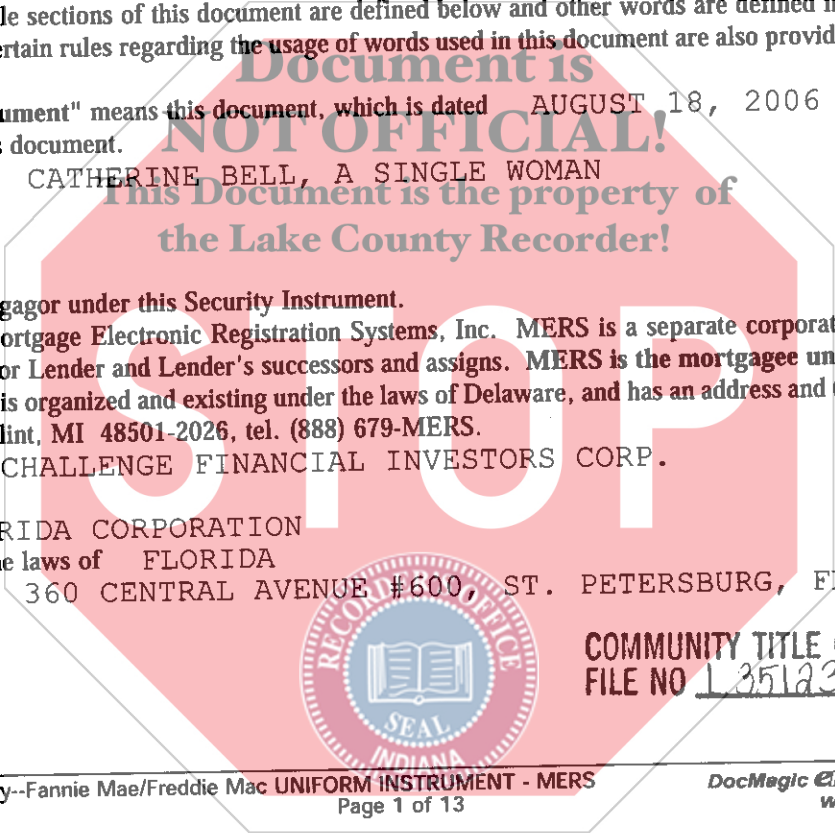 le sections of this document are defined below and other words are defined i
ertain rules regarding the usage of words used in this document are also provid
Document is
ument" means this document, which is dated AUGUST 18, 2006
NOT OFFICIAL!
s document.
CATHERINE BELL, A SINGLE WOMAN
This Document is the property of
the Lake County Recorder!
gagor under this Security Instrument.
ortgage Electronic Registration Systems, Inc. MERS is a separate corporat
or Lender and Lender's successors and assigns. MERS is the mortgagee un
is organized and existing under the laws of Delaware, and has an address and
lint, MI 48501-2026, tel. (888) 679-MERS.
STOP
CHALLENGE FINANCIAL INVESTORS CORP.
RIDA CORPORATION
e laws of FLORIDA
360 CENTRAL AVENUE #600, ST. PETERSBURG, F
RECORDER'S OFFICE
SEAL
INDIANA
COMMUNITY TITLE
FILE NO L 35123
y--Fannie Mae/Freddie Mac UNIFORM INSTRUMENT - MERS
DocMagic
Page 1 of 13
w